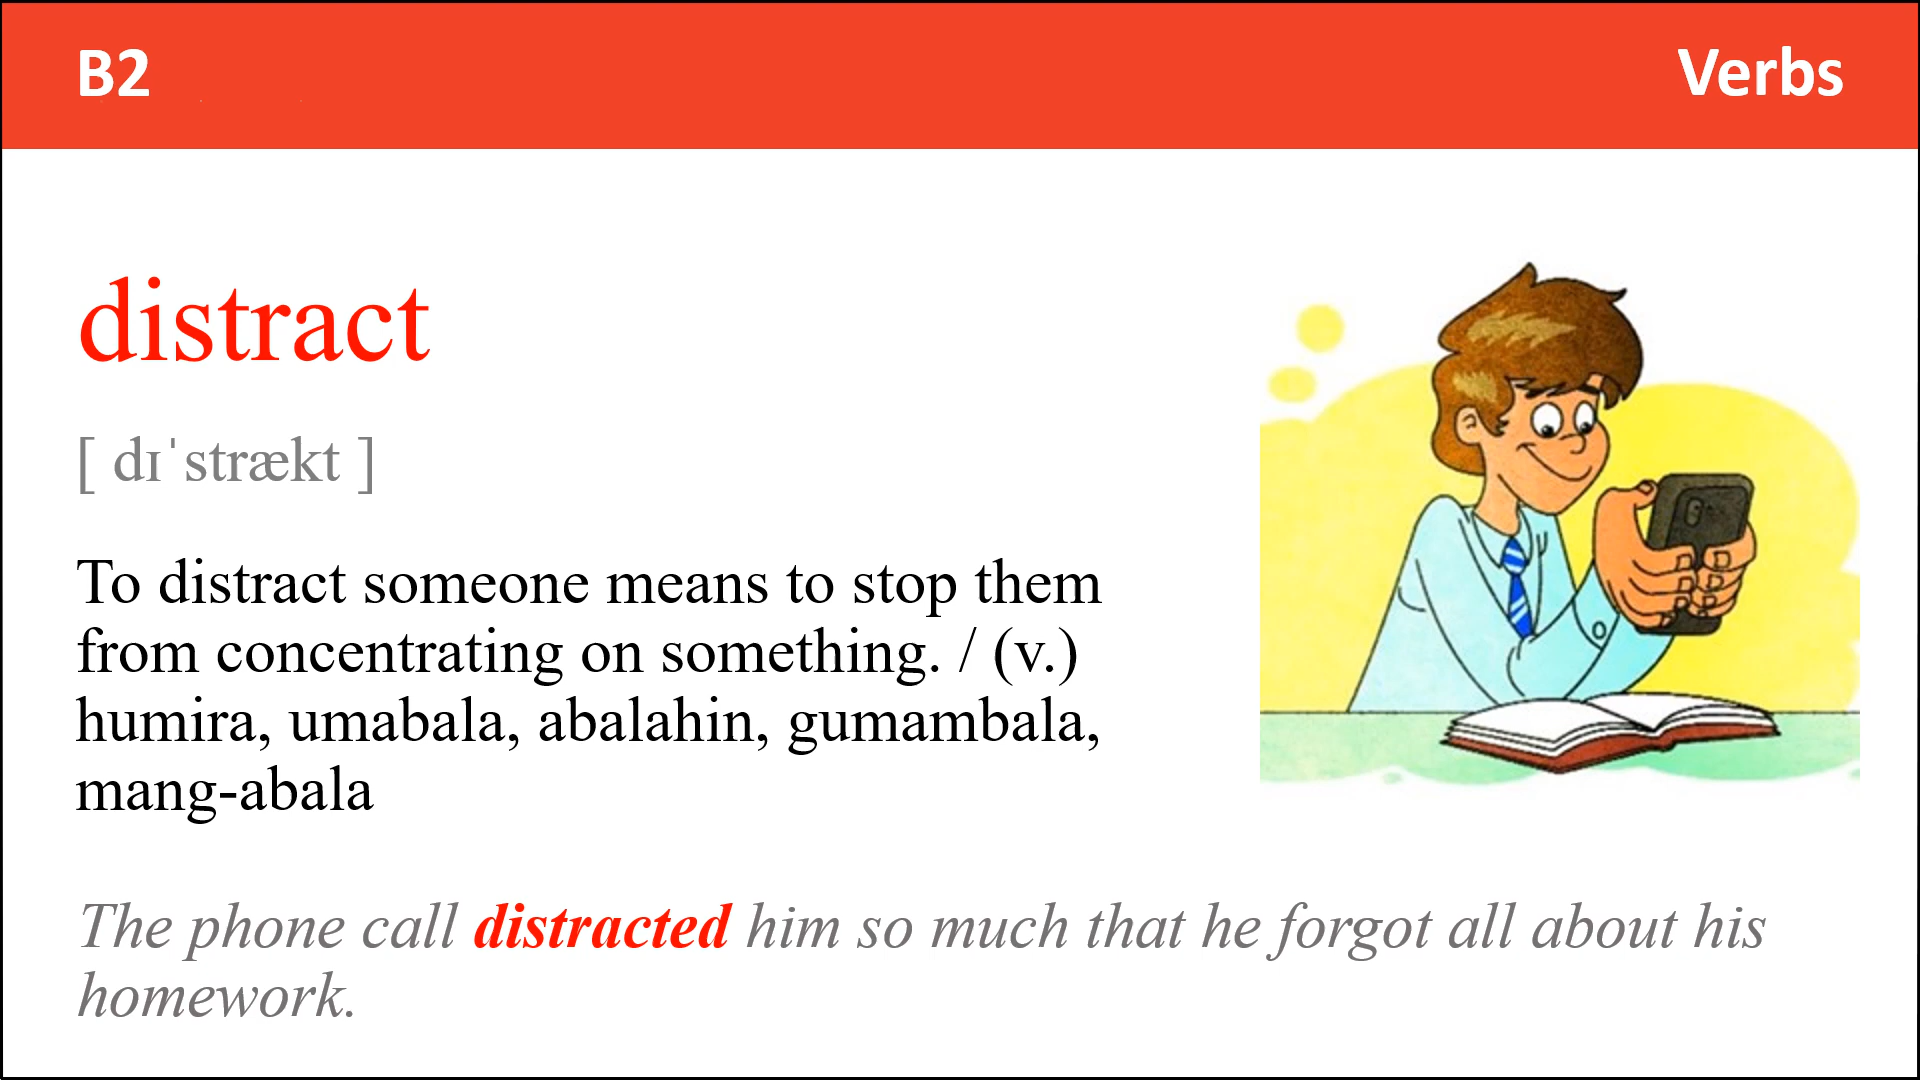 B2
Verbs
distract
[ dɪˈstrækt ]
To distract someone means to stop them
from concentrating on something. / (v.)
humira, umabala, abalahin, gumambala,
mang-abala
The phone call distracted him so much that he forgot all about his
homework.